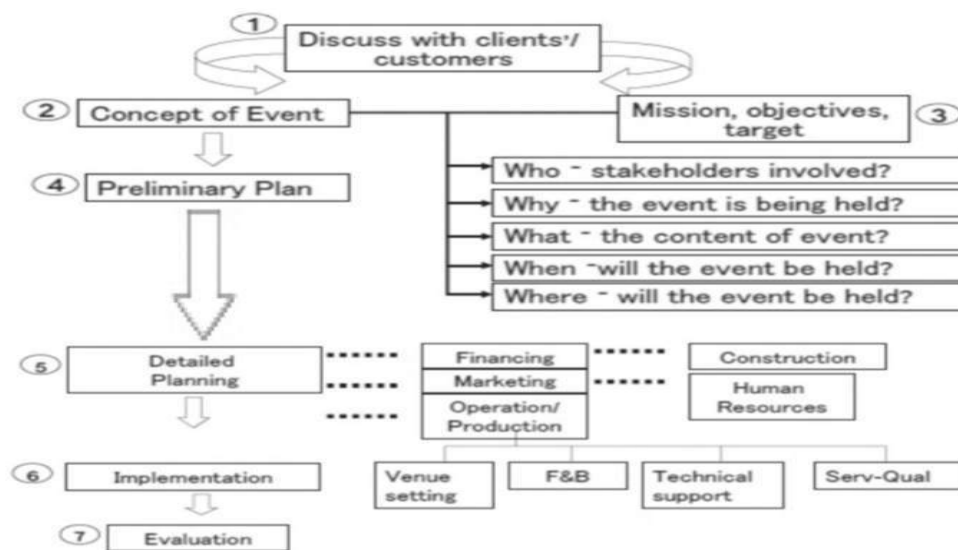 1
Discuss with clients'/
customers
2
Concept of Event
Mission, objectives,
target
3
Who - stakeholders involved?
4
Preliminary Plan
Why - the event is being held?
What - the content of event?
When -will the event be held?
Where - will the event be held?
5
Detailed
Planning
Financing
Construction
Marketing
Human
Resources
Operation/
Production
6
Implementation
Venue
setting
F&B
Technical
support
Serv-Qual
7
Evaluation